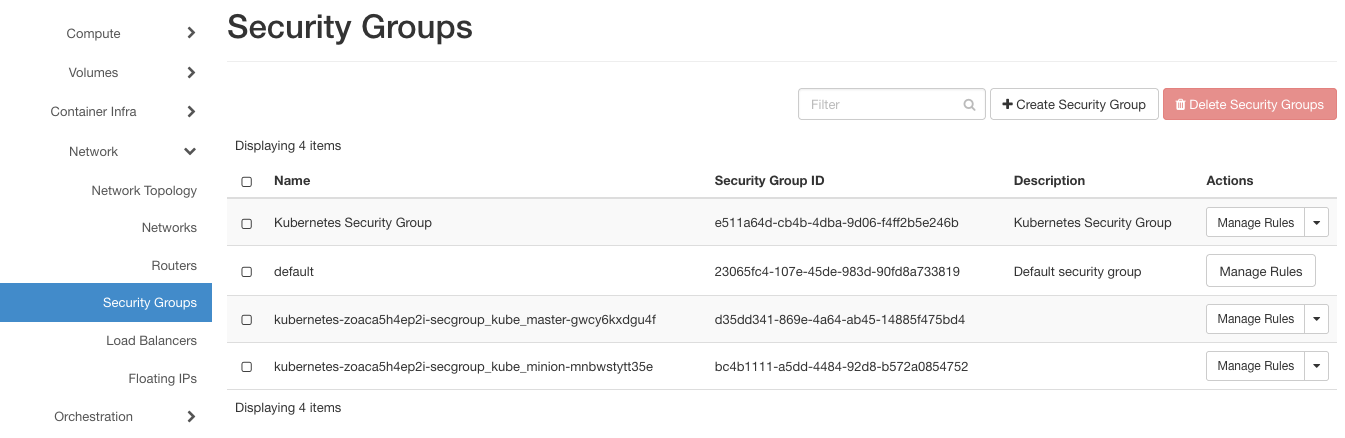 Compute
Volumes
Container Infra
Network
Network Topology
Networks
Routers
Security Groups
Load Balancers
Floating IPs
Orchestration
Security Groups
Filter Create Security Group Delete Security Groups
Displaying 4 items
Name Security Group ID Description Actions
Kubernetes Security Group e511a64d-cb4b-4dba-9d06-f4ff2b5e246b Kubernetes Security Group Manage Rules
default 23065fc4-107e-45de-983d-90fd8a733819 Default security group Manage Rules
kubernetes-zoaca5h4ep2i-secgroup_kube_master-gwcy6kxdgu4f d35dd341-869e-4a64-ab45-14885f475bd4 Manage Rules
kubernetes-zoaca5h4ep2i-secgroup_kube_minion-mnbwstytt35e bc4b1111-a5dd-4484-92d8-b572a0854752 Manage Rules
Displaying 4 items